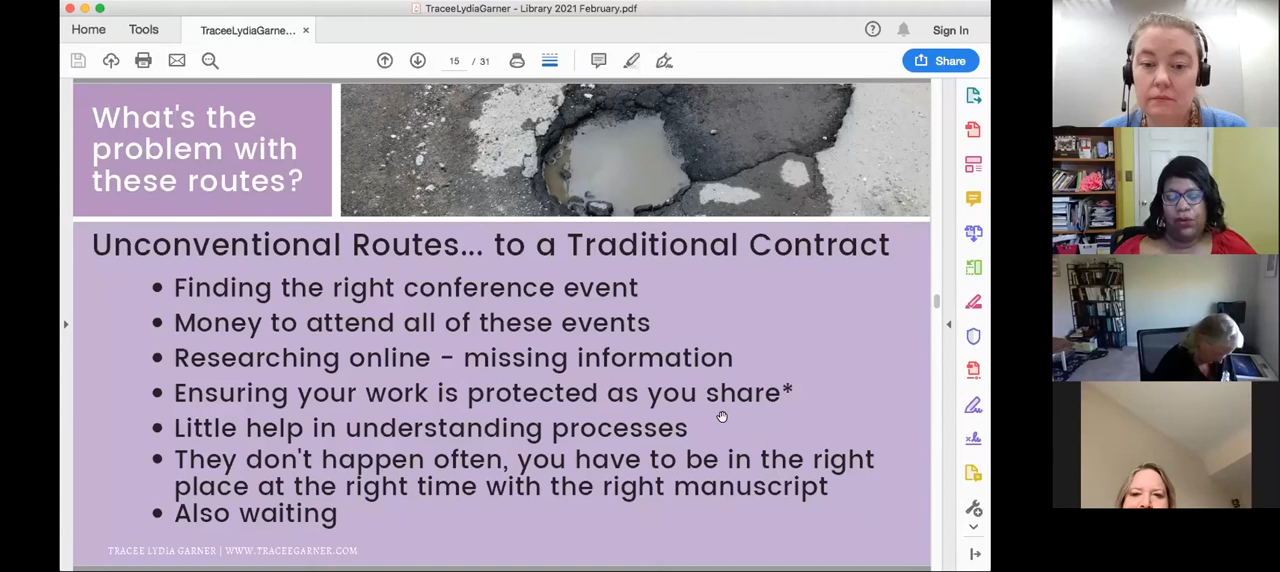 TraceeLydiaGarner - Library 2021 February.pdf
Home
Tools
TraceeLydiaGarne...
Sign In
15 / 31
Share
What's the
problem with
these routes?
Unconventional Routes... to a Traditional Contract
• Finding the right conference event
• Money to attend all of these events
• Researching online - missing information
• Ensuring your work is protected as you share*
• Little help in understanding processes
• They don't happen often, you have to be in the right
place at the right time with the right manuscript
• Also waiting
TRACEE LYDIA GARNER | WWW.TRACEEGARNER.COM